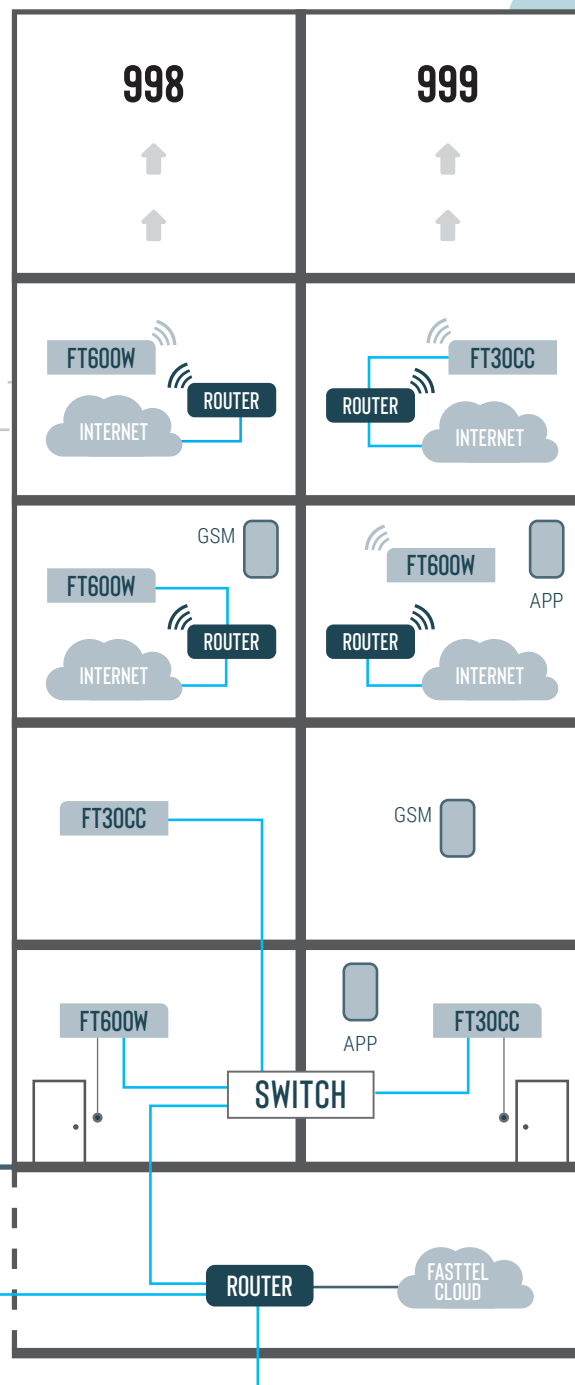 998
999
FT600W
ROUTER
INTERNET
FT30CC
ROUTER
INTERNET
GSM
FT600W
ROUTER
INTERNET
FT600W
APP
ROUTER
INTERNET
FT30CC
GSM
FT600W
APP
FT30CC
SWITCH
ROUTER
FASTTEL
CLOUD